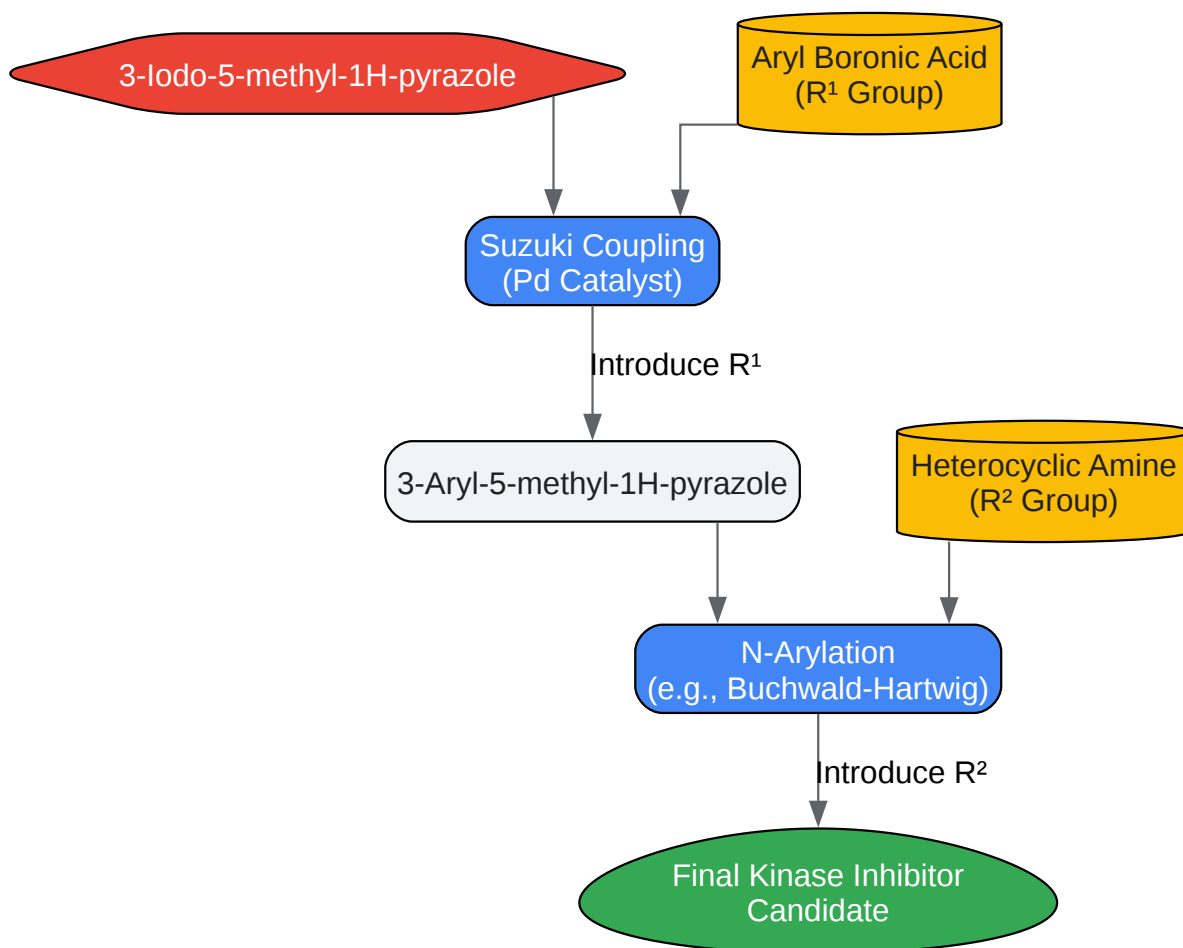 3-Iodo-5-methyl-1H-pyrazole
Aryl Boronic Acid
(R¹ Group)
Suzuki Coupling
(Pd Catalyst)
Introduce R¹
3-Aryl-5-methyl-1H-pyrazole
Heterocyclic Amine
(R² Group)
N-Arylation
(e.g., Buchwald-Hartwig)
Introduce R²
Final Kinase Inhibitor
Candidate